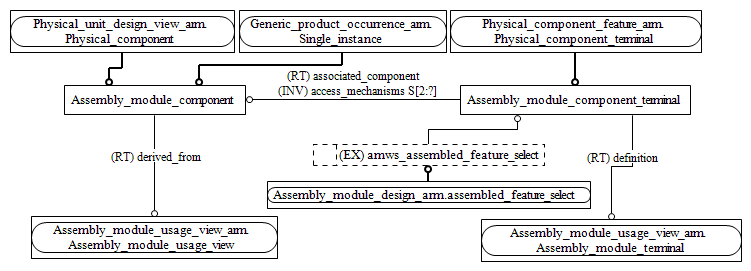 Physical_unit_design_view_arm.
Physical_component
Generic_product_occurrence_arm.
Single_instance
Physical_component_feature_arm.
Physical_component_terminal
(RT) associated_component
(INV) access_mechanisms S[2:?]
Assembly_module_component
Assembly_module_component_terminal
(RT) derived_from
(EX) amws_assembled_feature_select
(RT) definition
Assembly_module_design_arm.assembled_feature_select
Assembly_module_usage_view_arm.
Assembly_module_usage_view
Assembly_module_usage_view_arm.
Assembly_module_terminal